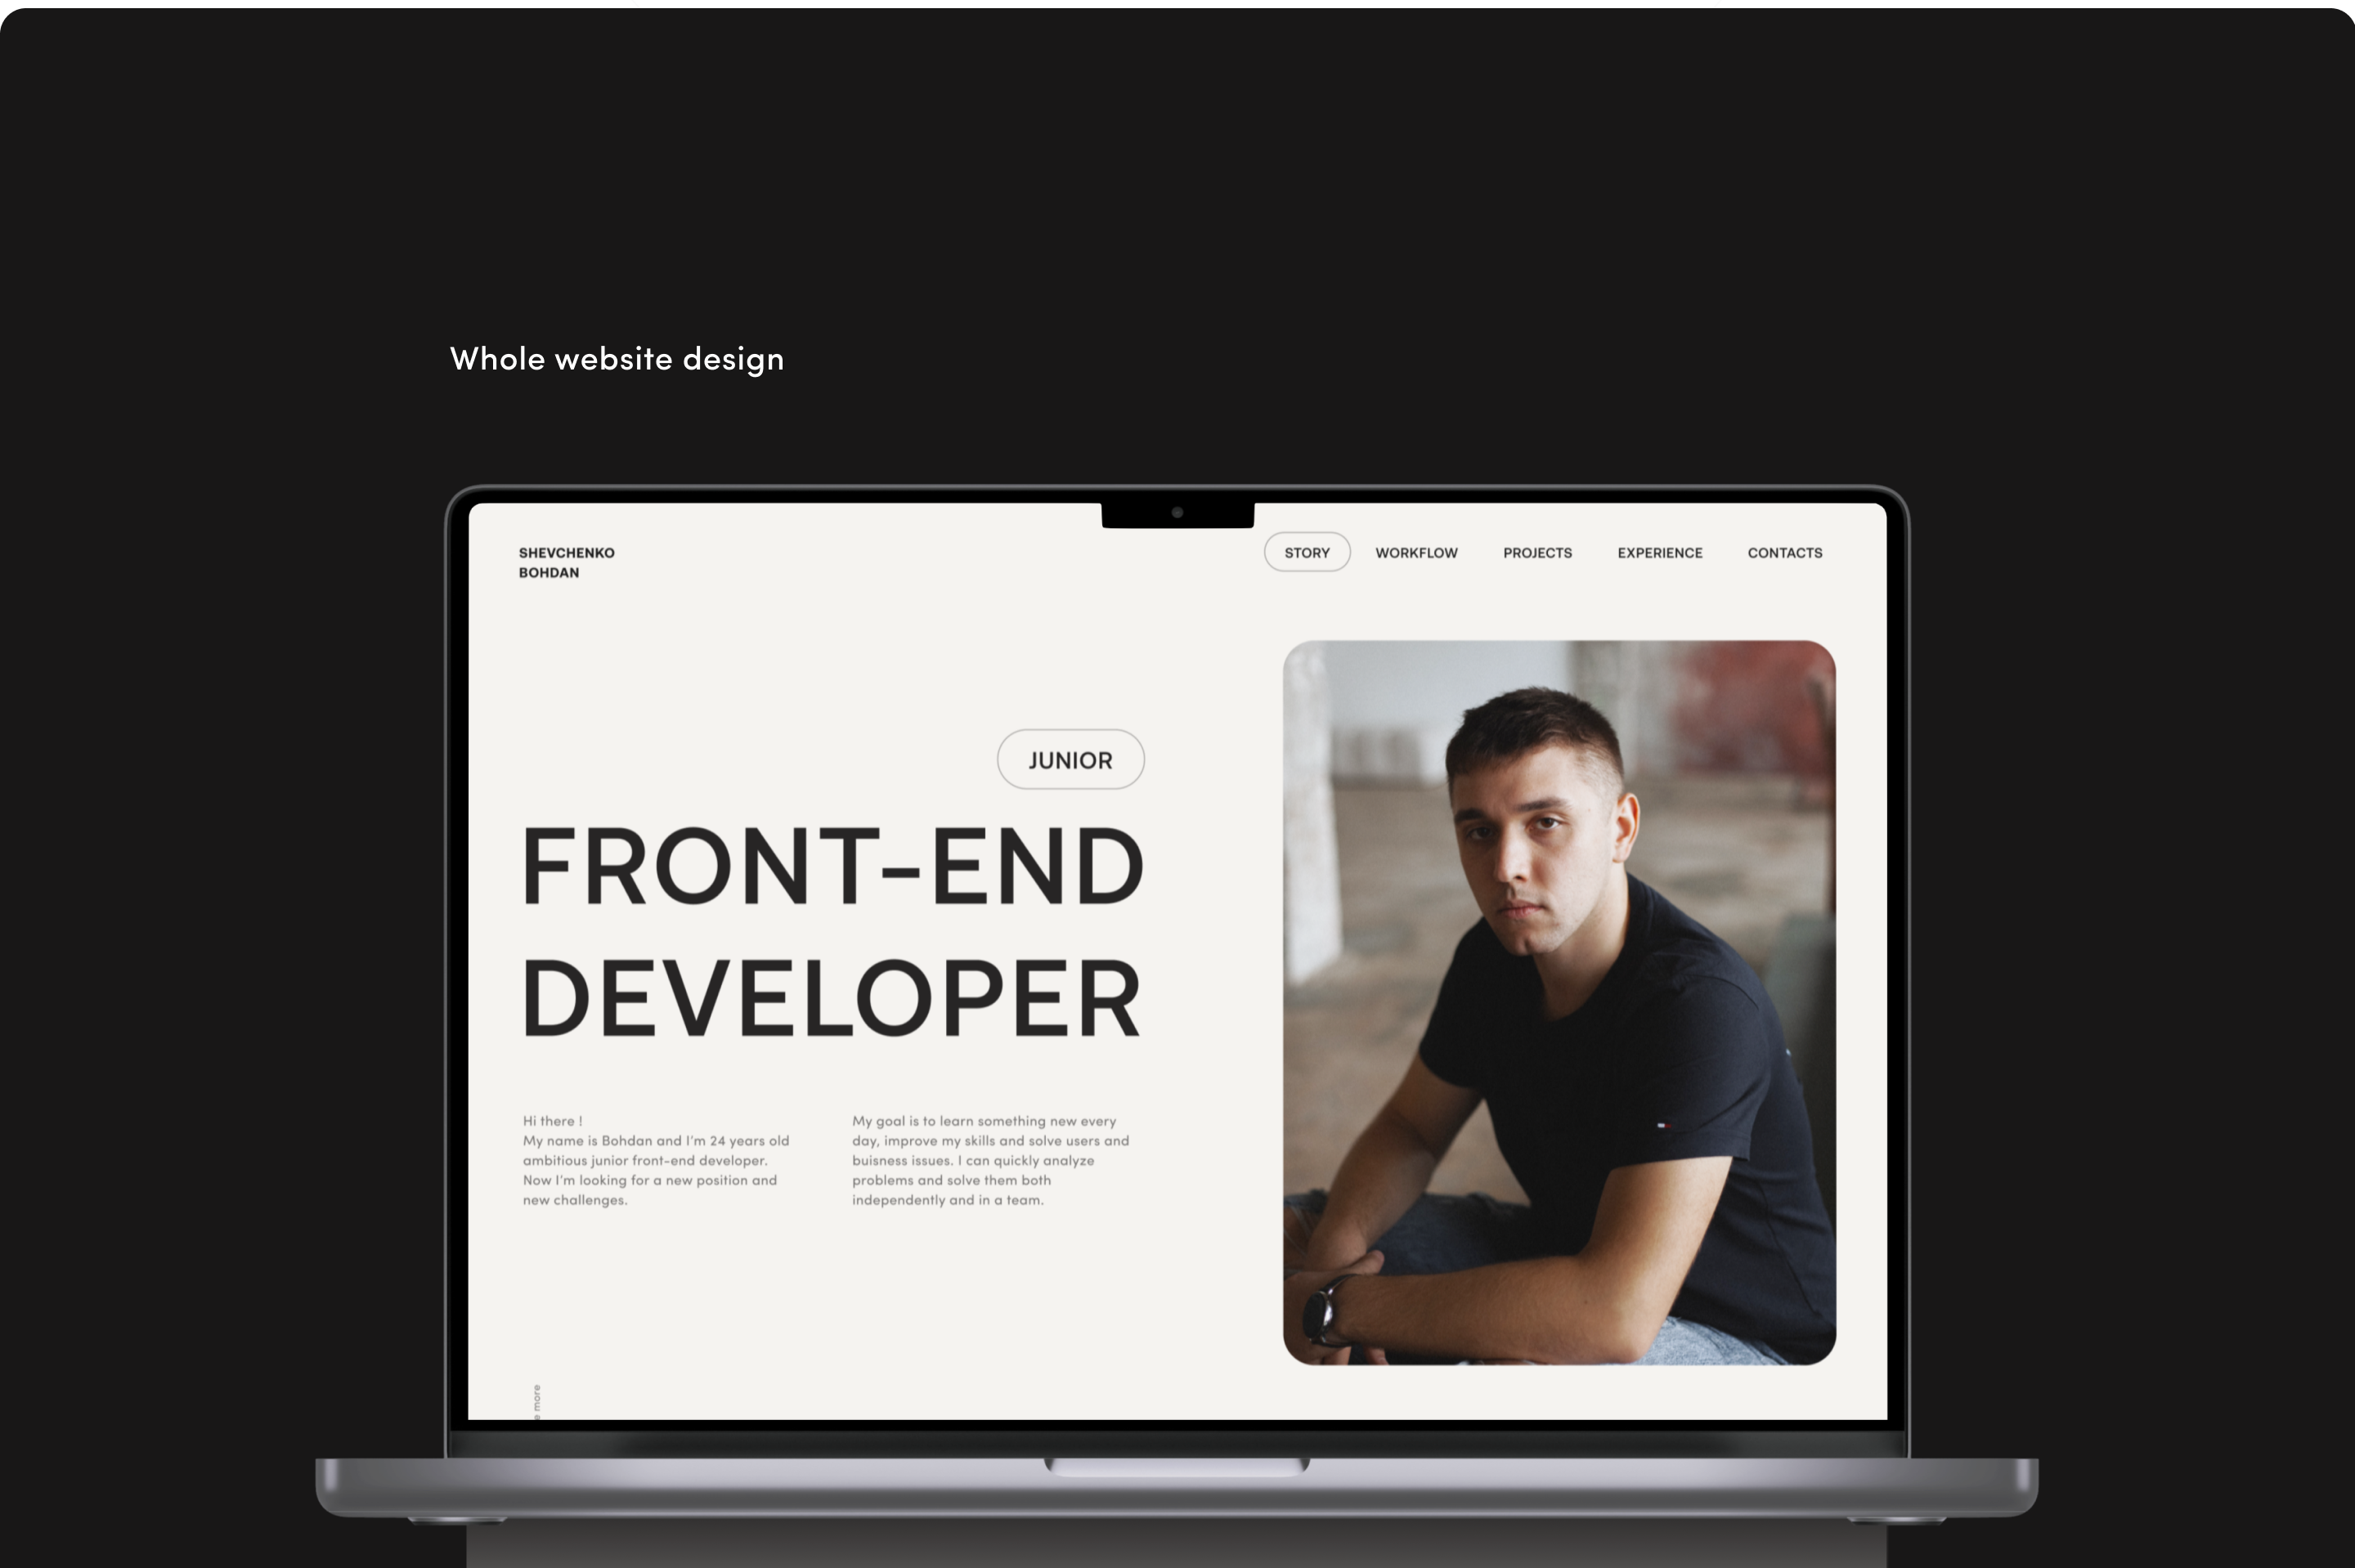 Whole website design
SHEVCHENKO
BOHDAN
STORY
WORKFLOW
PROJECTS
EXPERIENCE
CONTACTS
JUNIOR
FRONT-END
DEVELOPER
Hi there !
My name is Bohdan and I'm 24 years old
ambitious junior front-end developer.
Now I'm looking for a new position and
new challenges.
My goal is to learn something new every
day, improve my skills and solve users and
buisness issues. I can quickly analyze
problems and solve them both
independently and in a team.
more